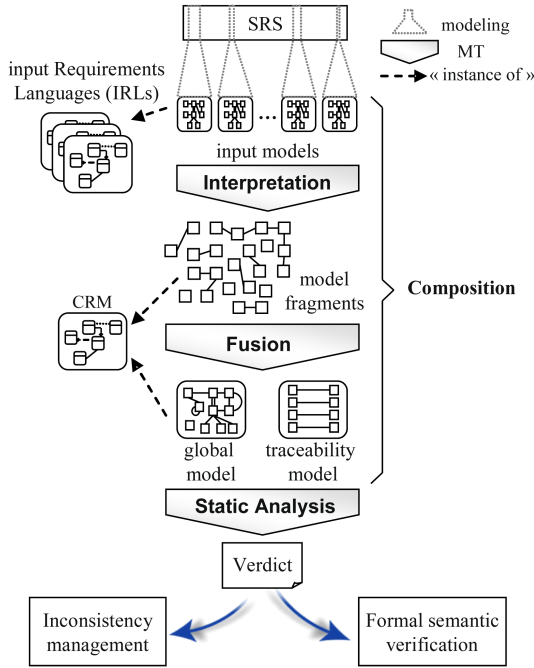 SRS
modeling
MT
« instance of »
input Requirements
Languages (IRLs)
...
input models
Interpretation
model
fragments
Composition
CRM
Fusion
global
model
traceability
model
Static Analysis
Verdict
Inconsistency
management
Formal semantic
verification